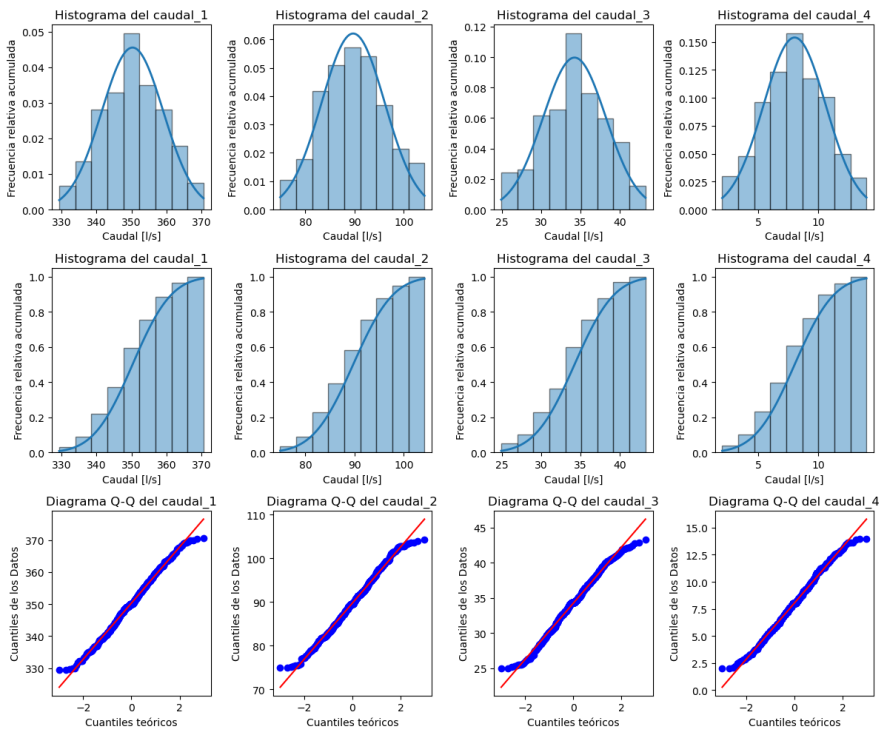 Histograma del caudal_1
Frecuencia relativa acumulada
0.05
0.04
0.03
0.02
0.01
0.00
330 340 350 360 370
Caudal [l/s]
Histograma del caudal_2
Frecuencia relativa acumulada
0.06
0.05
0.04
0.03
0.02
0.01
0.00
80 90 100
Caudal [l/s]
Histograma del caudal_3
Frecuencia relativa acumulada
0.12
0.10
0.08
0.06
0.04
0.02
0.00
25 30 35 40
Caudal [l/s]
Histograma del caudal_4
Frecuencia relativa acumulada
0.150
0.125
0.100
0.075
0.050
0.025
0.000
5 10
Caudal [l/s]
Histograma del caudal_1
Frecuencia relativa acumulada
1.0
0.8
0.6
0.4
0.2
0.0
330 340 350 360 370
Caudal [l/s]
Histograma del caudal_2
Frecuencia relativa acumulada
1.0
0.8
0.6
0.4
0.2
0.0
80 90 100
Caudal [l/s]
Histograma del caudal_3
Frecuencia relativa acumulada
1.0
0.8
0.6
0.4
0.2
0.0
25 30 35 40
Caudal [l/s]
Histograma del caudal_4
Frecuencia relativa acumulada
1.0
0.8
0.6
0.4
0.2
0.0
5 10
Caudal [l/s]
Diagrama Q-Q del caudal_1
Cuantiles de los Datos
370
360
350
340
330
−2 0 2
Cuantiles teóricos
Diagrama Q-Q del caudal_2
Cuantiles de los Datos
110
100
90
80
70
−2 0 2
Cuantiles teóricos
Diagrama Q-Q del caudal_3
Cuantiles de los Datos
45
40
35
30
25
−2 0 2
Cuantiles teóricos
Diagrama Q-Q del caudal_4
Cuantiles de los Datos
15.0
12.5
10.0
7.5
5.0
2.5
0.0
−2 0 2
Cuantiles teóricos